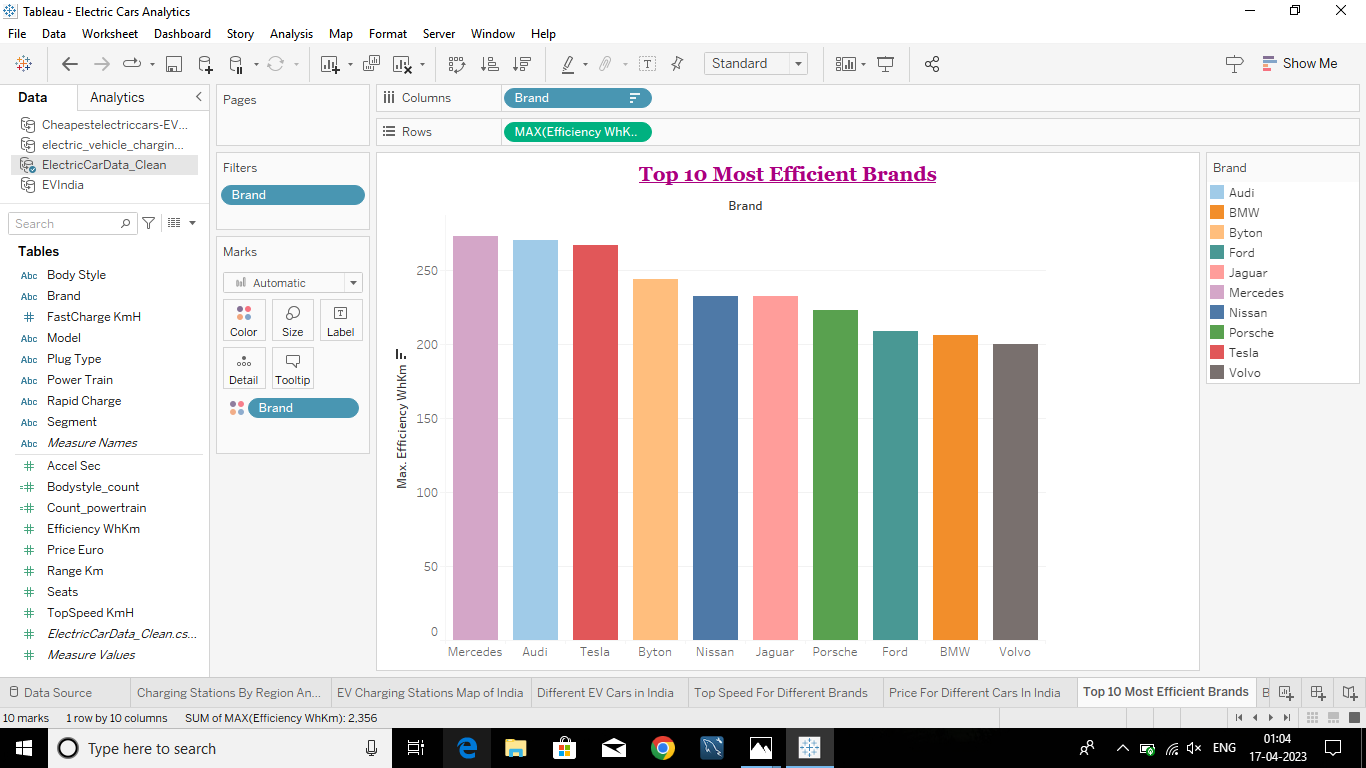 Tableau - Electric Cars Analytics
File Data Worksheet Dashboard Story Analysis Map Format Server Window Help
Standard
Show Me
Data Analytics
Cheapestelectriccars-EV...
electric_vehicle_chargin...
ElectricCarData_Clean
EVIndia
Search
Tables
Abc Body Style
Abc Brand
# FastCharge KmH
Abc Model
Abc Plug Type
Abc Power Train
Abc Rapid Charge
Abc Segment
Abc Measure Names
# Accel Sec
=# Bodystyle_count
=# Count_powertrain
# Efficiency WhKm
# Price Euro
# Range Km
# Seats
# TopSpeed KmH
# ElectricCarData_Clean.cs...
# Measure Values
Pages
Filters
Brand
Marks
Automatic
Color Size Label
Detail Tooltip
Brand
Columns Brand
Rows MAX(Efficiency WhK..
Top 10 Most Efficient Brands
Brand
Max. Efficiency WhKm
250
200
150
100
50
0
Mercedes Audi Tesla Byton Nissan Jaguar Porsche Ford BMW Volvo
Brand
Audi
BMW
Byton
Ford
Jaguar
Mercedes
Nissan
Porsche
Tesla
Volvo
Data Source Charging Stations By Region An... EV Charging Stations Map of India Different EV Cars in India Top Speed For Different Brands Price For Different Cars In India Top 10 Most Efficient Brands B
10 marks 1 row by 10 columns SUM of MAX(Efficiency WhKm): 2,356
Type here to search
ENG
01:04
17-04-2023